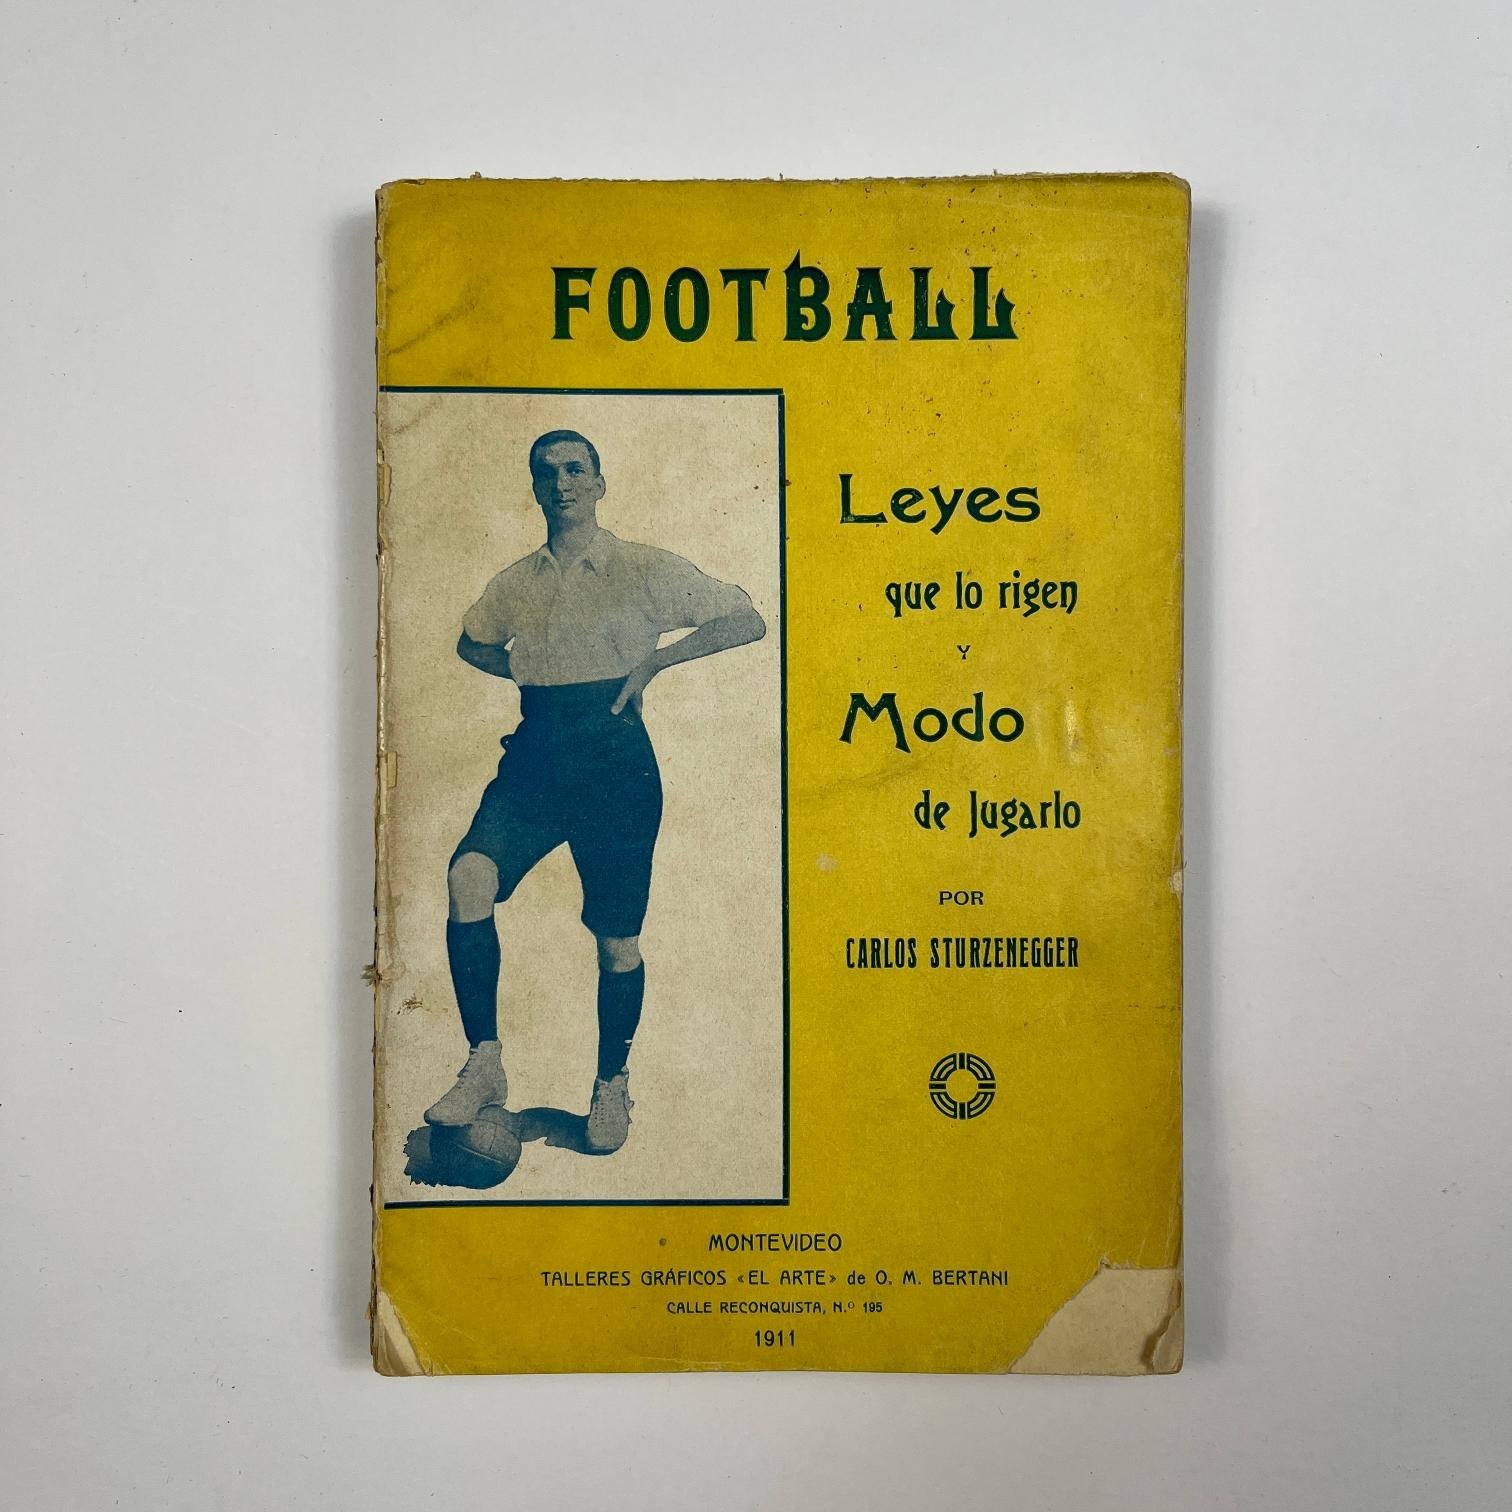 FOOTBALL
Leyes
que lo rigen
Y
Modo
de Jugarlo
POR
CARLOS STURZENEGGER
MONTEVIDEO
TALLERES GRÁFICOS «EL ARTE» de O. M. BERTANI
CALLE RECONQUISTA, N.º 195
1911